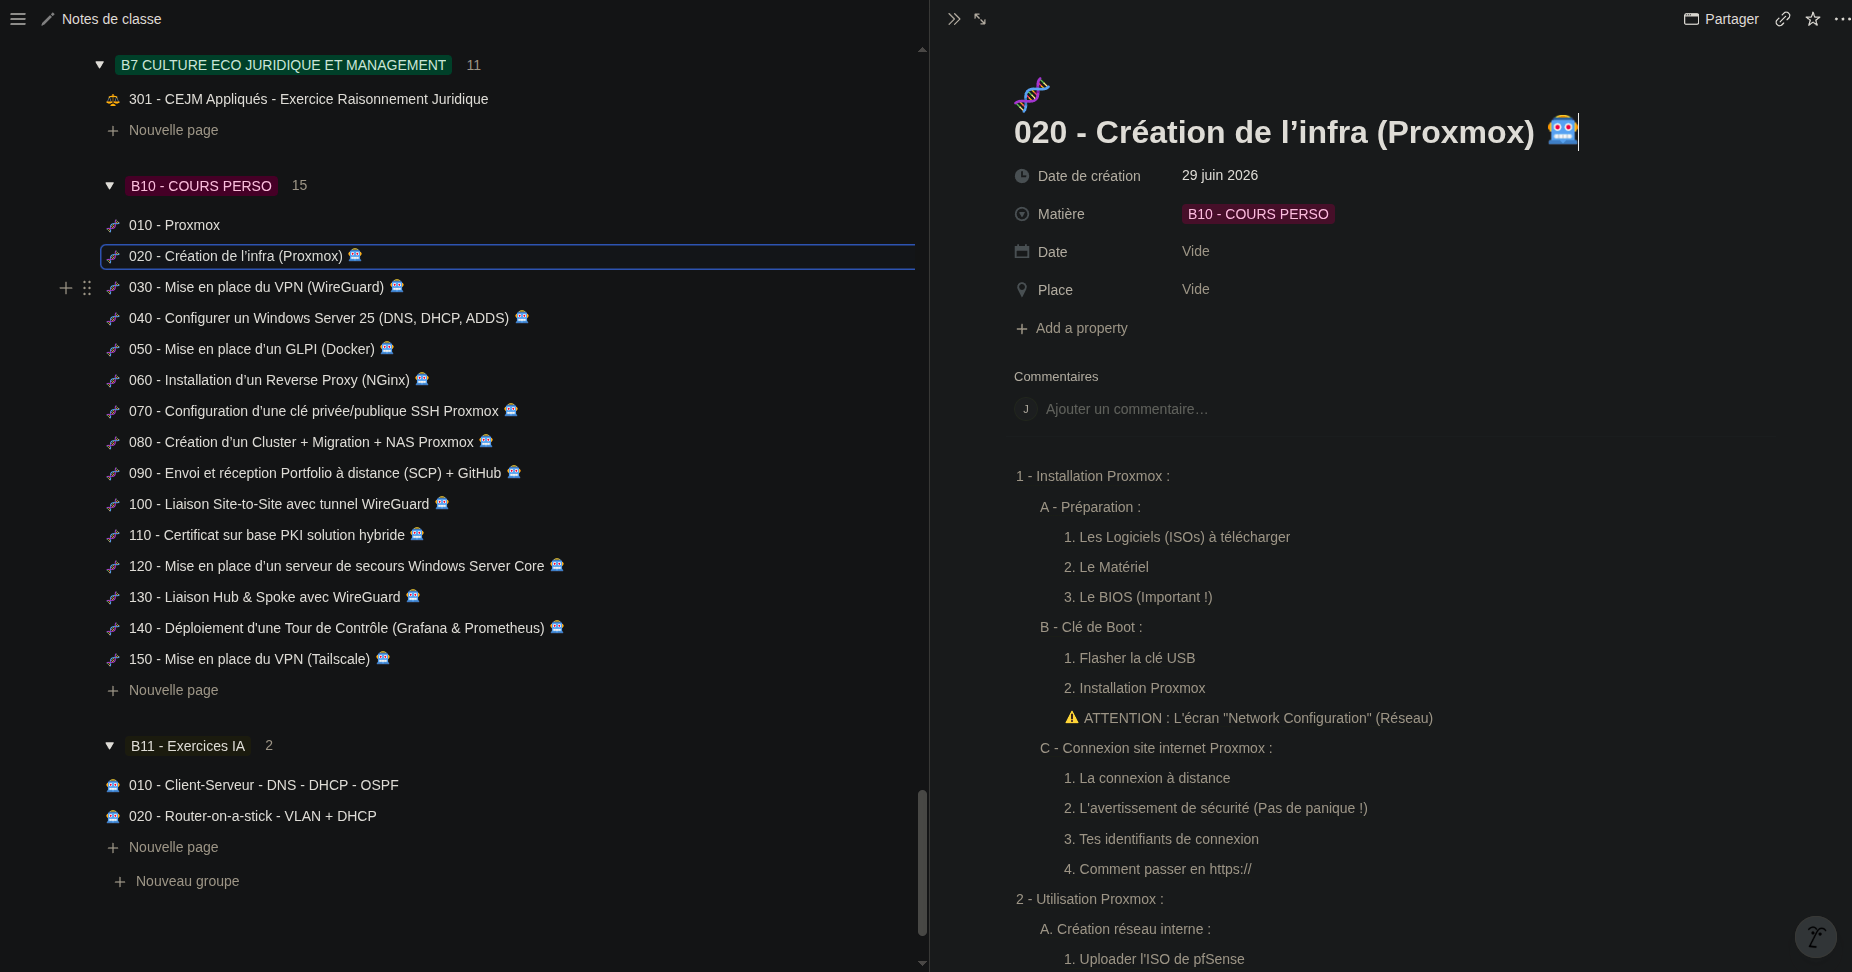 Notes de classe
B7 CULTURE ECO JURIDIQUE ET MANAGEMENT 11
301 - CEJM Appliqués - Exercice Raisonnement Juridique
Nouvelle page
B10 - COURS PERSO 15
010 - Proxmox
020 - Création de l’infra (Proxmox)
030 - Mise en place du VPN (WireGuard)
040 - Configurer un Windows Server 25 (DNS, DHCP, ADDS)
050 - Mise en place d’un GLPI (Docker)
060 - Installation d’un Reverse Proxy (NGinx)
070 - Configuration d’une clé privée/publique SSH Proxmox
080 - Création d’un Cluster + Migration + NAS Proxmox
090 - Envoi et réception Portfolio à distance (SCP) + GitHub
100 - Liaison Site-to-Site avec tunnel WireGuard
110 - Certificat sur base PKI solution hybride
120 - Mise en place d’un serveur de secours Windows Server Core
130 - Liaison Hub & Spoke avec WireGuard
140 - Déploiement d'une Tour de Contrôle (Grafana & Prometheus)
150 - Mise en place du VPN (Tailscale)
Nouvelle page
B11 - Exercices IA 2
010 - Client-Serveur - DNS - DHCP - OSPF
020 - Router-on-a-stick - VLAN + DHCP
Nouvelle page
Nouveau groupe
Partager
020 - Création de l’infra (Proxmox)
Date de création 29 juin 2026
Matière B10 - COURS PERSO
Date Vide
Place Vide
Add a property
Commentaires
J Ajouter un commentaire…
1 - Installation Proxmox :
A - Préparation :
1. Les Logiciels (ISOs) à télécharger
2. Le Matériel
3. Le BIOS (Important !)
B - Clé de Boot :
1. Flasher la clé USB
2. Installation Proxmox
⚠️ ATTENTION : L'écran "Network Configuration" (Réseau)
C - Connexion site internet Proxmox :
1. La connexion à distance
2. L'avertissement de sécurité (Pas de panique !)
3. Tes identifiants de connexion
4. Comment passer en https://
2 - Utilisation Proxmox :
A. Création réseau interne :
1. Uploader l'ISO de pfSense